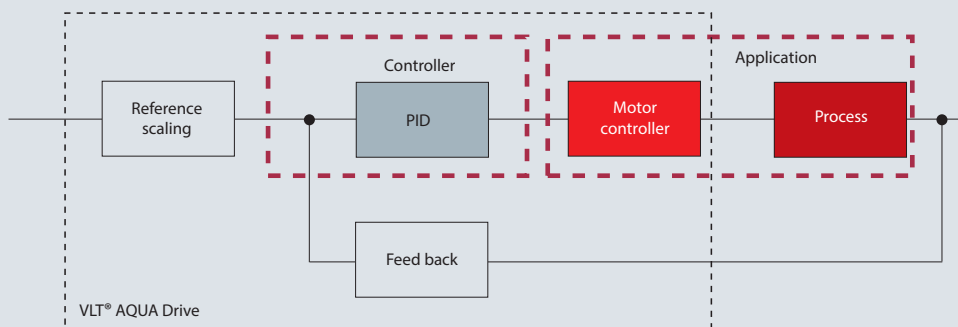 Controller
Application
Reference
scaling
PID
Motor
controller
Process
Feed back
VLT® AQUA Drive